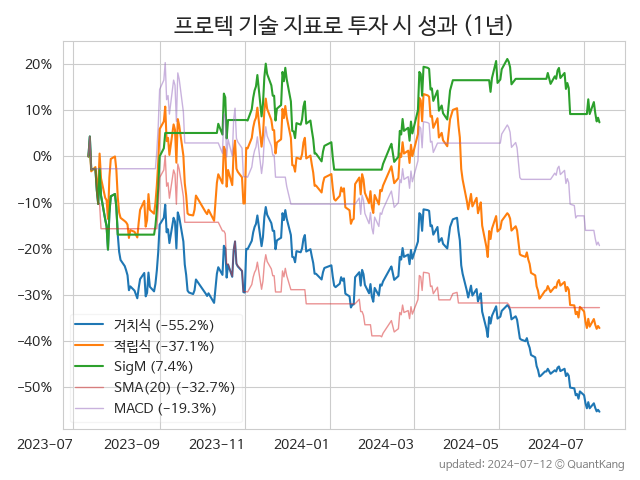 프로텍 기술 지표로 투자 시 성과 (1년)
20%
10%
0%
−10%
−20%
−30%
−40%
−50%
거치식 (−55.2%)
적립식 (−37.1%)
SigM (7.4%)
SMA(20) (−32.7%)
MACD (−19.3%)
2023-07 2023-09 2023-11 2024-01 2024-03 2024-05 2024-07
updated: 2024-07-12 © QuantKang